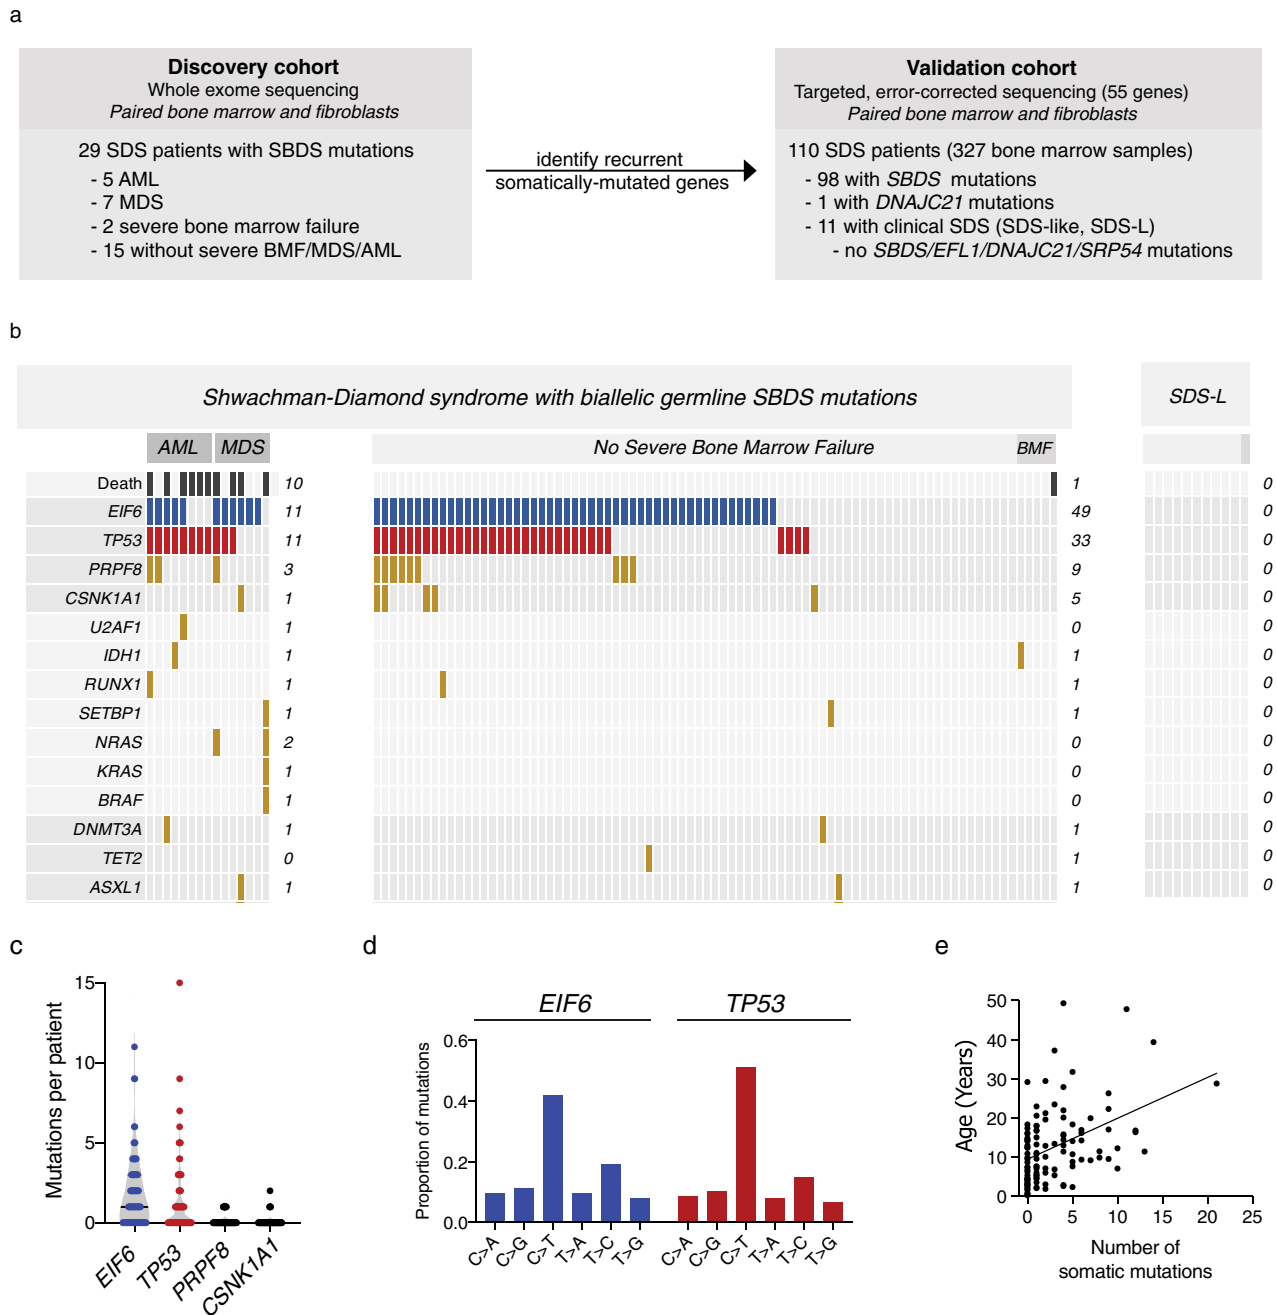 a
Discovery cohort
Whole exome sequencing
Paired bone marrow and fibroblasts
29 SDS patients with SBDS mutations
- 5 AML
- 7 MDS
- 2 severe bone marrow failure
- 15 without severe BMF/MDS/AML
identify recurrent
somatically-mutated genes
Validation cohort
Targeted, error-corrected sequencing (55 genes)
Paired bone marrow and fibroblasts
110 SDS patients (327 bone marrow samples)
- 98 with SBDS mutations
- 1 with DNAJC21 mutations
- 11 with clinical SDS (SDS-like, SDS-L)
- no SBDS/EFL1/DNAJC21/SRP54 mutations
b
Shwachman-Diamond syndrome with biallelic germline SBDS mutations
SDS-L
AML MDS No Severe Bone Marrow Failure BMF
Death 10 1 0
EIF6 11 49 0
TP53 11 33 0
PRPF8 3 9 0
CSNK1A1 1 5 0
U2AF1 1 0 0
IDH1 1 1 0
RUNX1 1 1 0
SETBP1 1 1 0
NRAS 2 0 0
KRAS 1 0 0
BRAF 1 0 0
DNMT3A 1 1 0
TET2 0 1 0
ASXL1 1 1 0
c
Mutations per patient
15
10
5
0
EIF6 TP53 PRPF8 CSNK1A1
d
EIF6 TP53
Proportion of mutations
0.6
0.4
0.2
0.0
C>A C>G C>T T>A T>C T>G C>A C>G C>T T>A T>C T>G
e
Age (Years)
50
40
30
20
10
0
0 5 10 15 20 25
Number of
somatic mutations